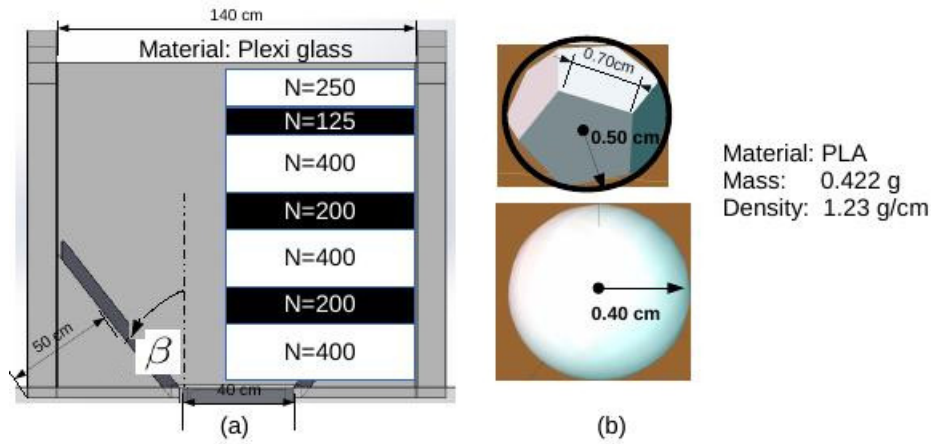 140 cm
Material: Plexi glass
N=250
N=125
N=400
N=200
N=400
N=200
N=400
50 cm
β
40 cm
(a)
0.70cm
0.50 cm
0.40 cm
(b)
Material: PLA
Mass: 0.422 g
Density: 1.23 g/cm